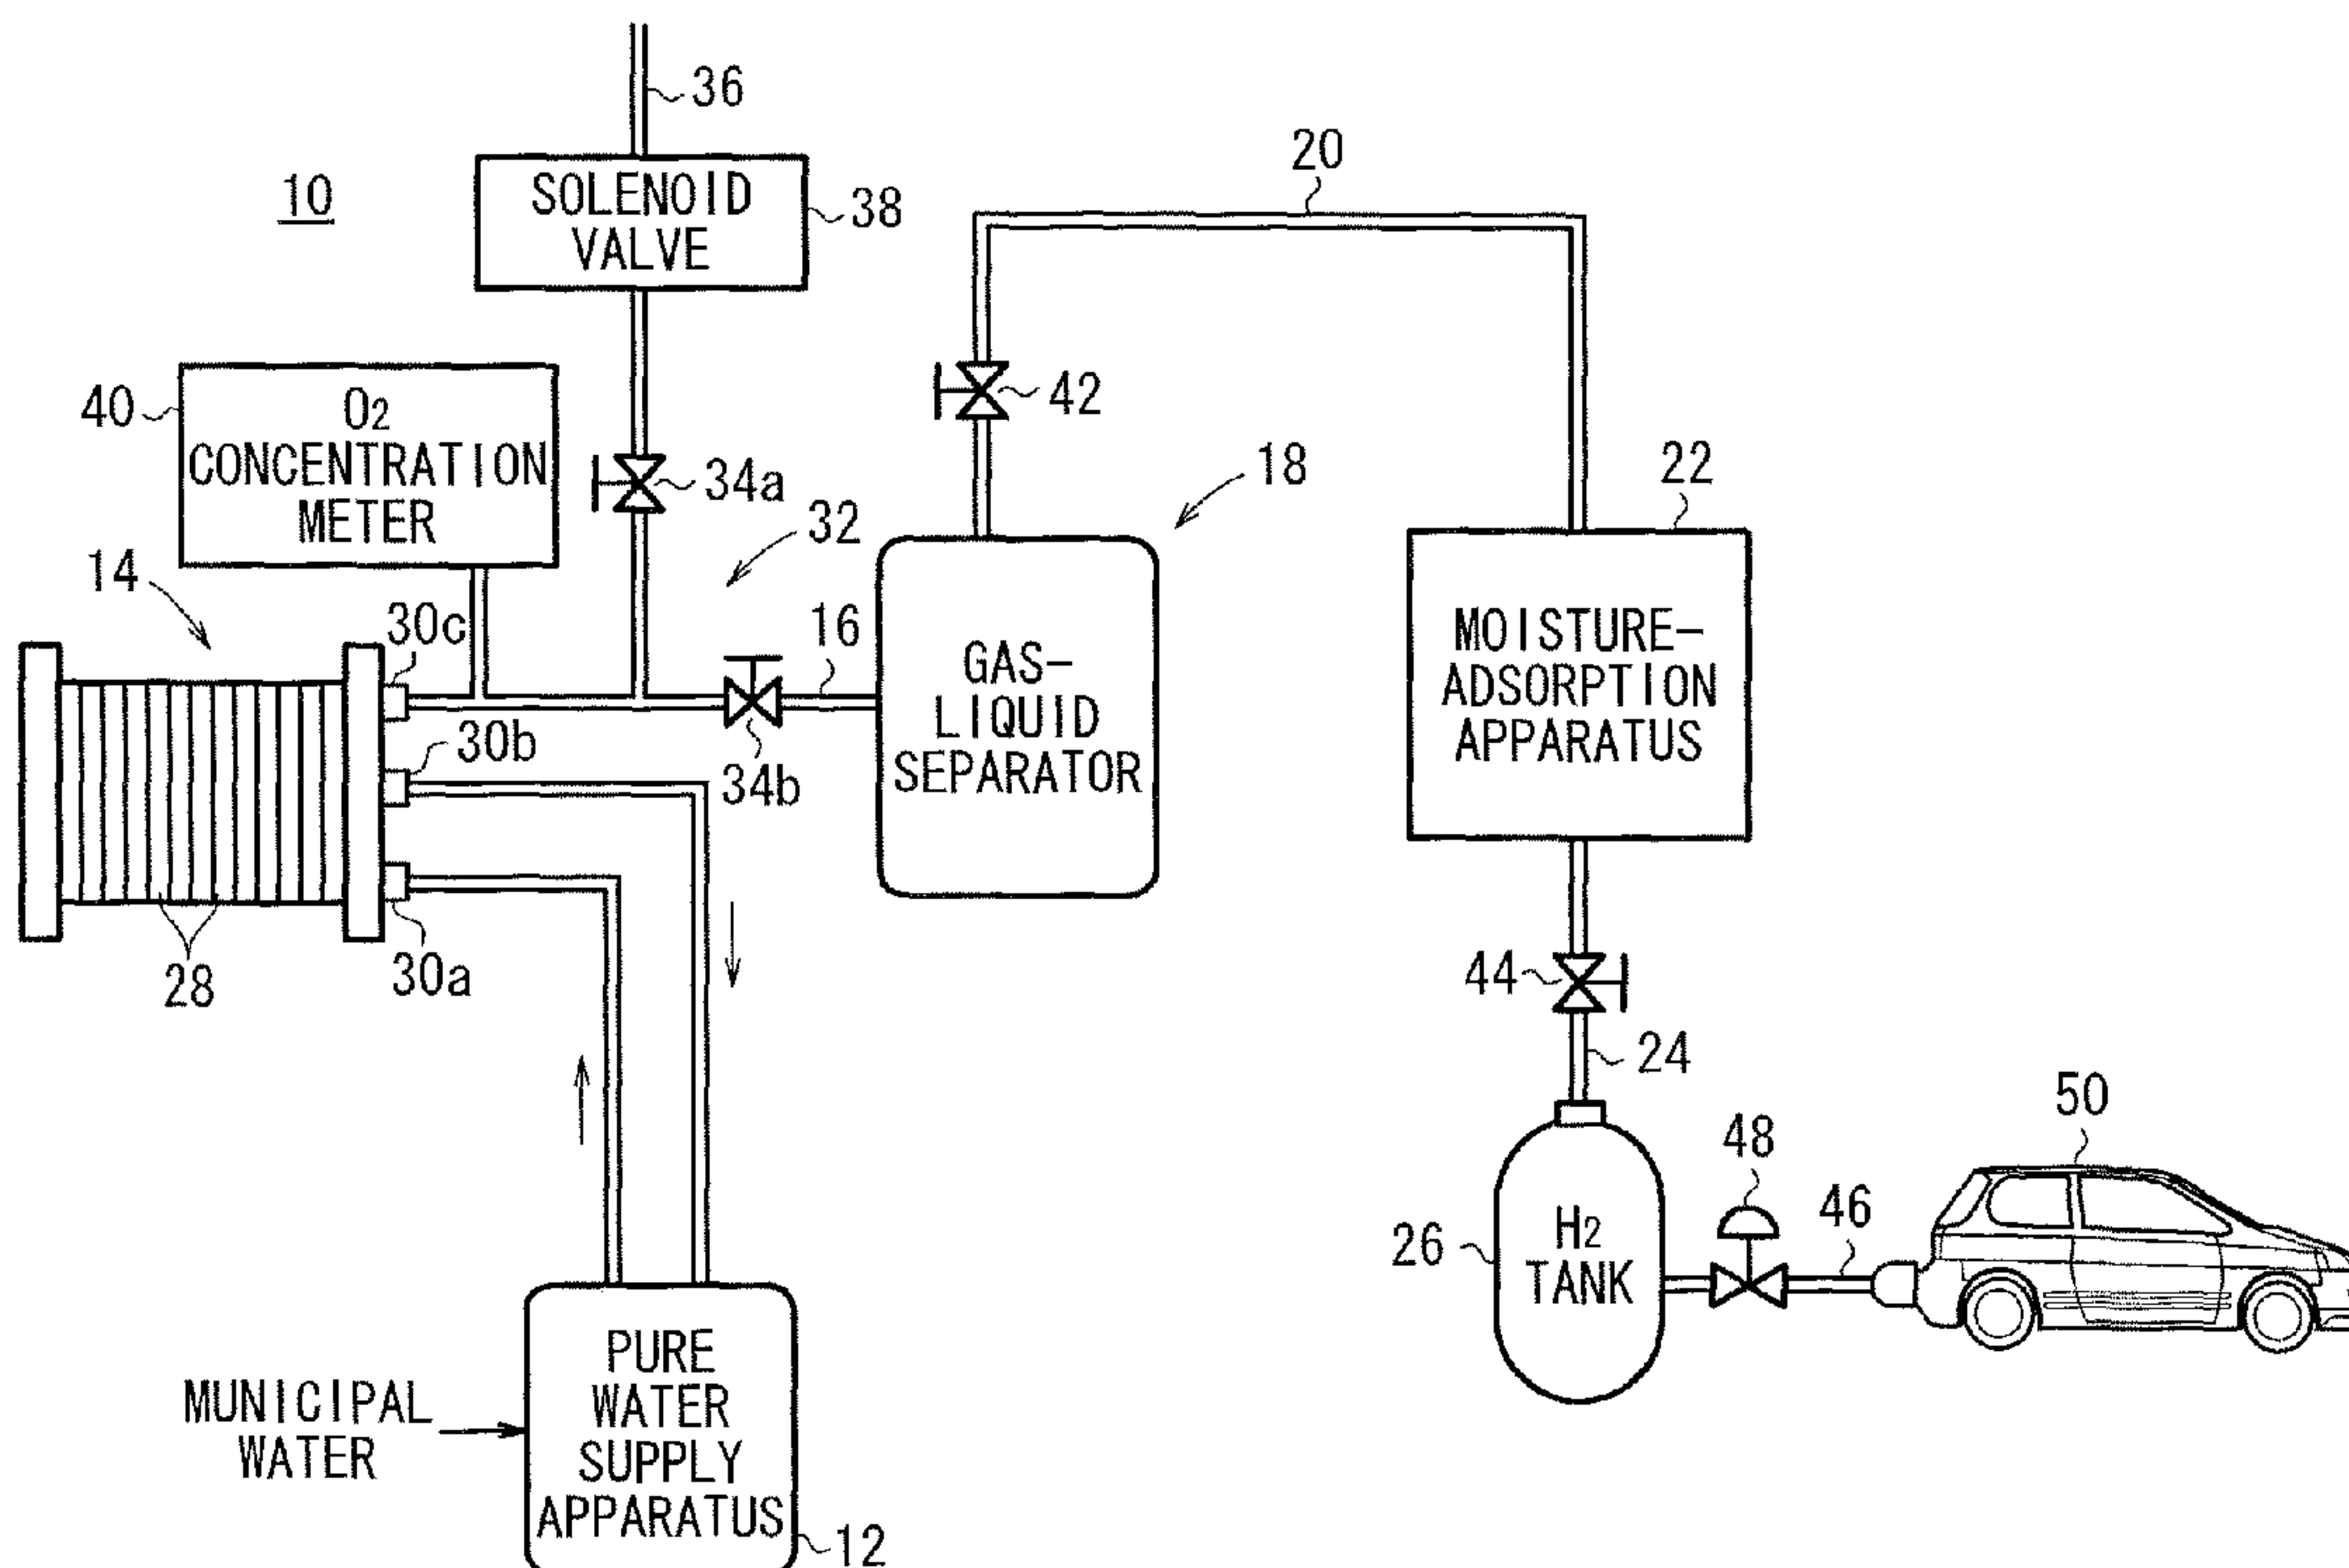 36
10
SOLENOID
VALVE
38
20
40
O2
CONCENTRATION
METER
34a
42
18
22
14
32
30c
16
GAS-
LIQUID
SEPARATOR
MOISTURE-
ADSORPTION
APPARATUS
30b
34b
28
30a
44
24
50
48
46
26
H2
TANK
MUNICIPAL
WATER
PURE
WATER
SUPPLY
APPARATUS
12